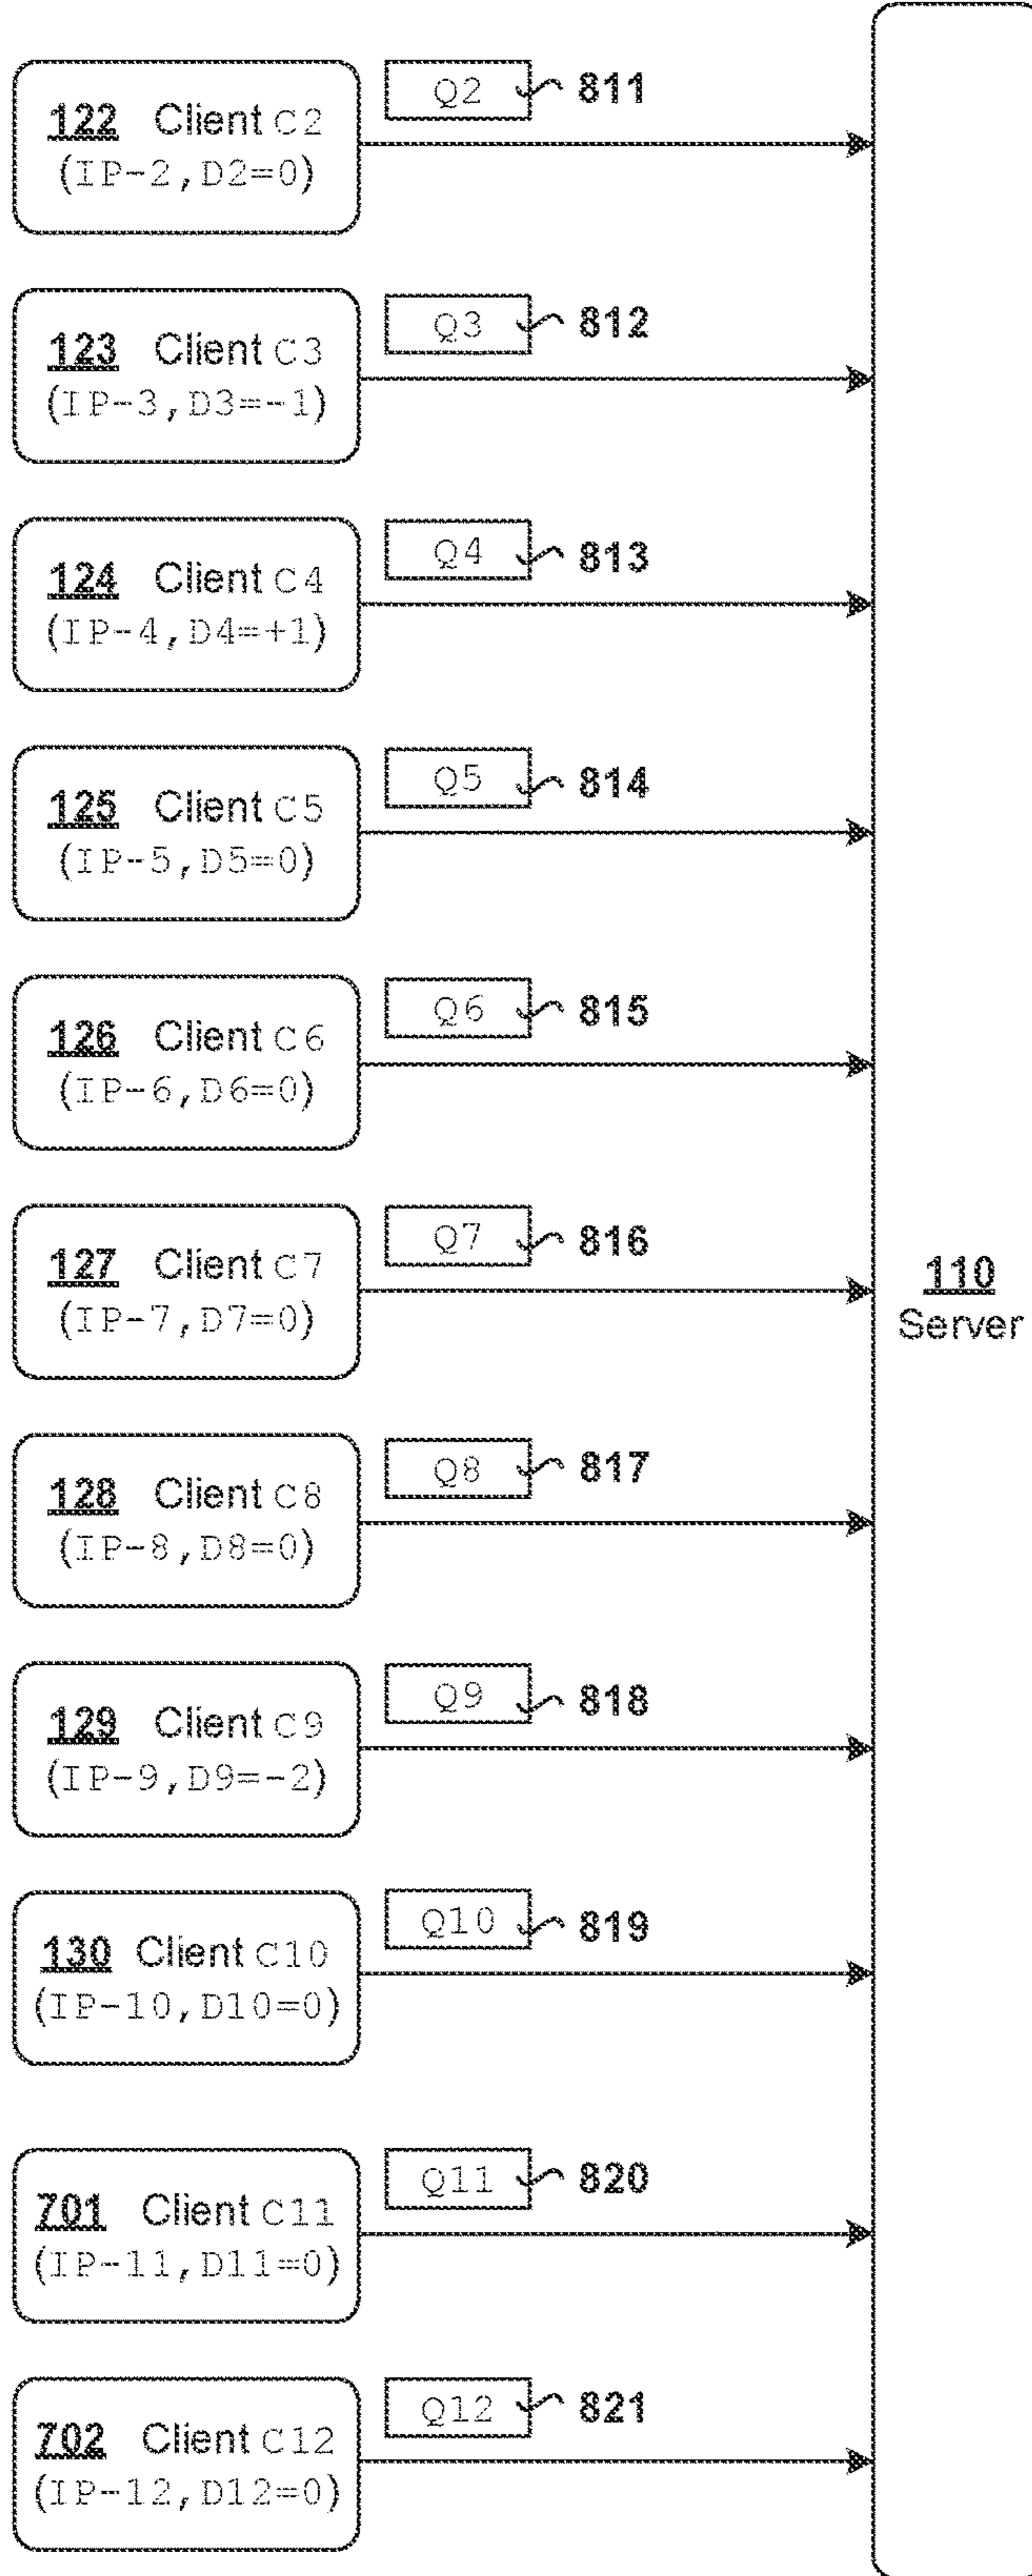 Q2 811
122 Client C2
(IP-2,D2=0)
Q3 812
123 Client C3
(IP-3,D3=-1)
Q4 813
124 Client C4
(IP-4,D4=+1)
Q5 814
125 Client C5
(IP-5,D5=0)
Q6 815
126 Client C6
(IP-6,D6=0)
Q7 816
127 Client C7
(IP-7,D7=0)
110
Server
Q8 817
128 Client C8
(IP-8,D8=0)
Q9 818
129 Client C9
(IP-9,D9=-2)
Q10 819
130 Client C10
(IP-10,D10=0)
Q11 820
701 Client C11
(IP-11,D11=0)
Q12 821
702 Client C12
(IP-12,D12=0)